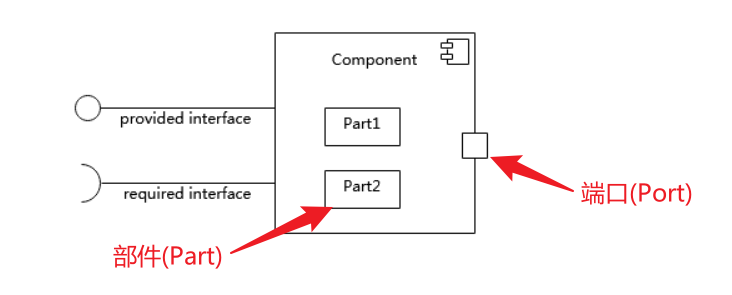 Component
provided interface
Part1
required interface
Part2
端口(Port)
部件(Part)